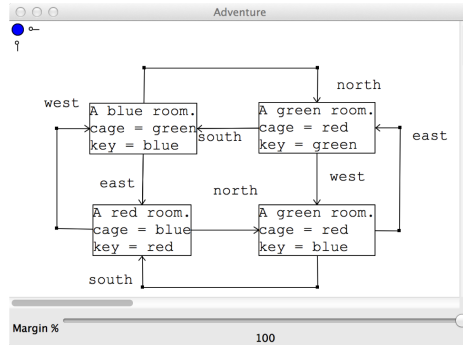 Adventure
north
west
A blue room.
cage = green
key = blue
A green room.
cage = red
key = green
south
east
east
north
west
A red room.
cage = blue
key = red
A green room.
cage = red
key = blue
south
Margin %
100